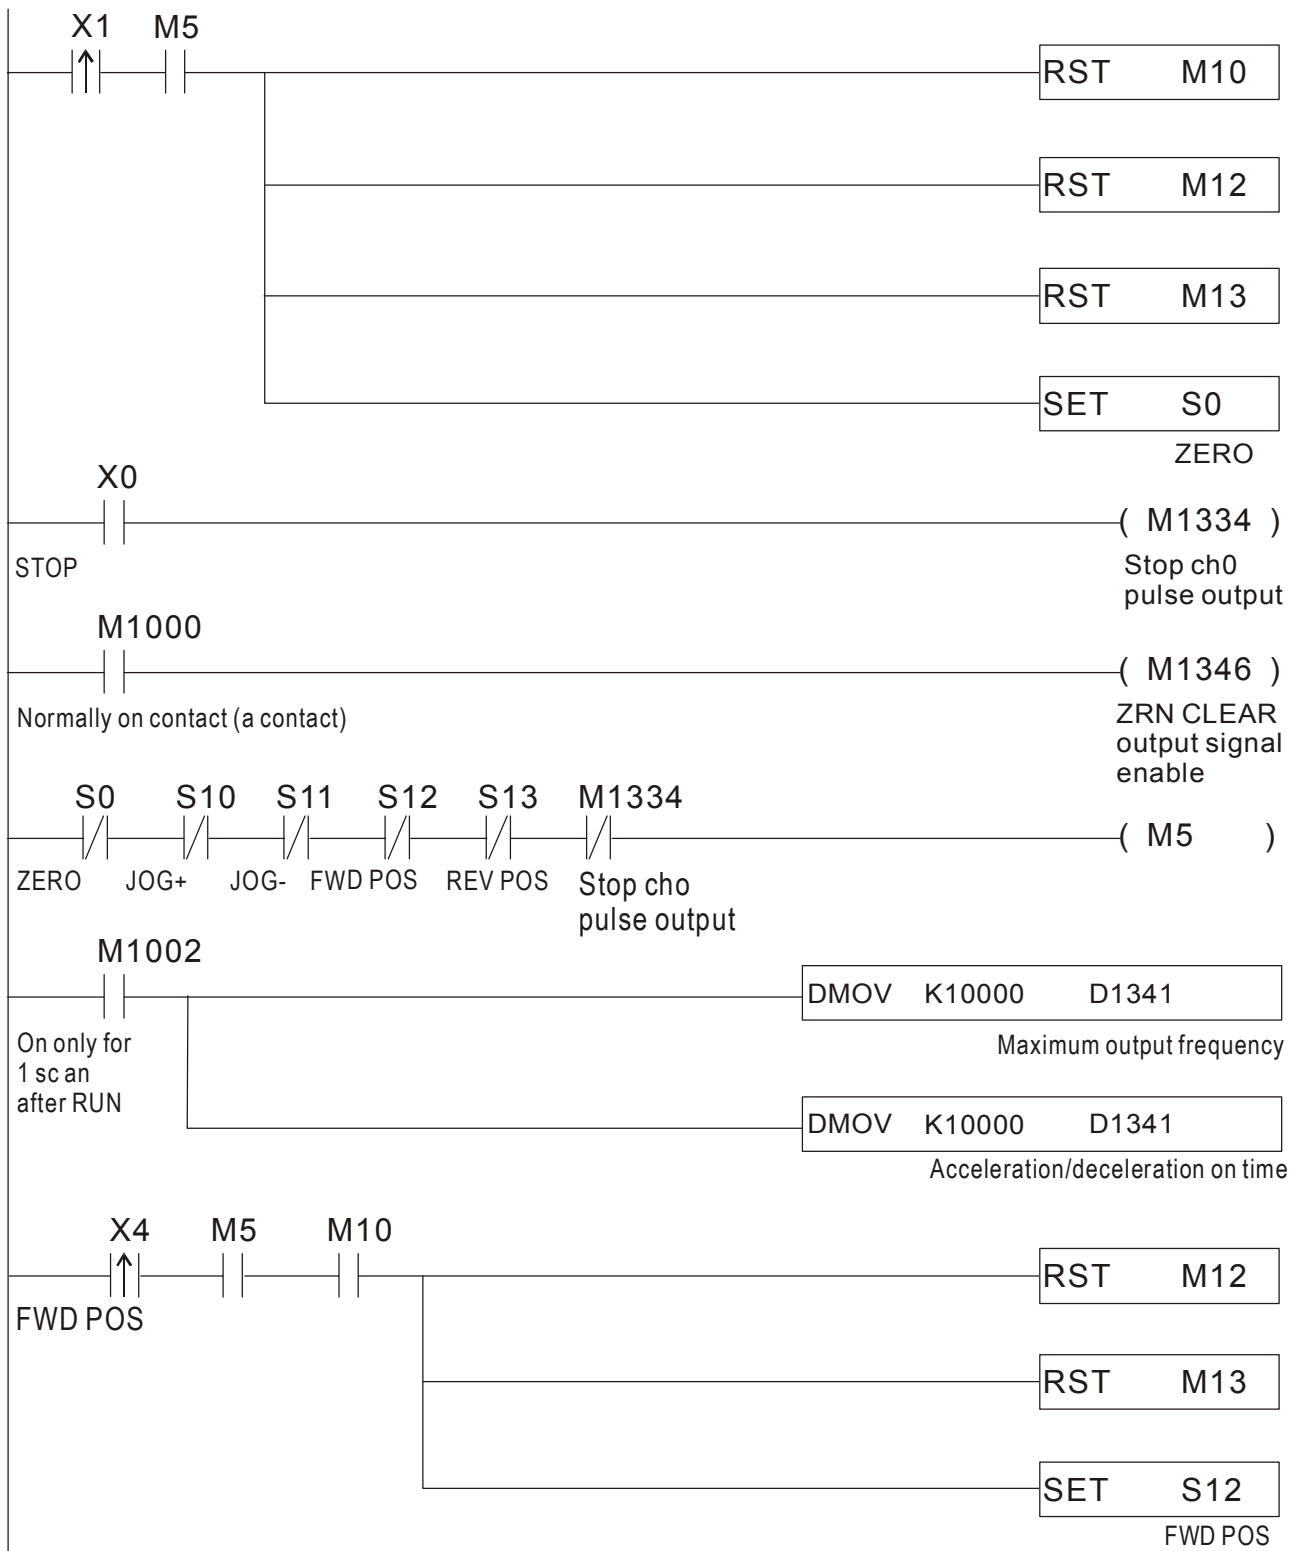 X1 M5
RST M10
RST M12
RST M13
SET S0
ZERO
X0
( M1334 )
STOP
Stop ch0
pulse output
M1000
( M1346 )
Normally on contact (a contact)
ZRN CLEAR
output signal
enable
S0 S10 S11 S12 S13 M1334
( M5 )
ZERO JOG+ JOG- FWD POS REV POS Stop cho
pulse output
M1002
DMOV K10000 D1341
On only for
1 sc an
after RUN
Maximum output frequency
DMOV K10000 D1341
Acceleration/deceleration on time
X4 M5 M10
RST M12
FWD POS
RST M13
SET S12
FWD POS